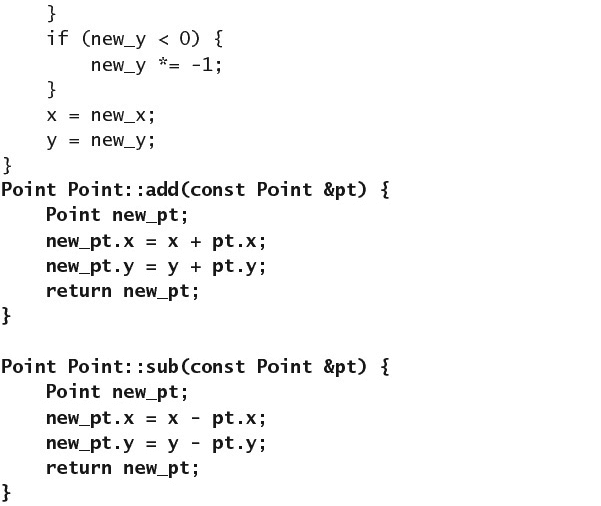 }
    if (new_y < 0) {
        new_y *= -1;
    }
    x = new_x;
    y = new_y;
}
Point Point::add(const Point &pt) {
    Point new_pt;
    new_pt.x = x + pt.x;
    new_pt.y = y + pt.y;
    return new_pt;
}

Point Point::sub(const Point &pt) {
    Point new_pt;
    new_pt.x = x - pt.x;
    new_pt.y = y - pt.y;
    return new_pt;
}